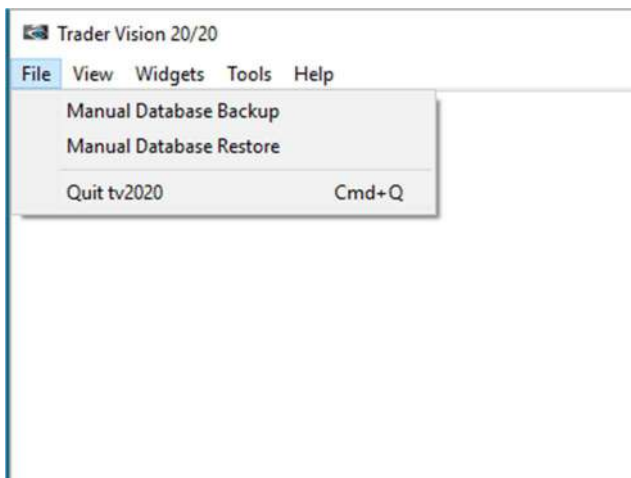 Trader Vision 20/20
File View Widgets Tools Help
Manual Database Backup
Manual Database Restore
Quit tv2020 Cmd+Q